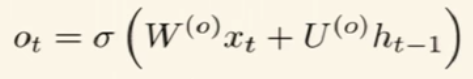 o_t = σ ( W^{(o)} x_t + U^{(o)} h_{t−1} )